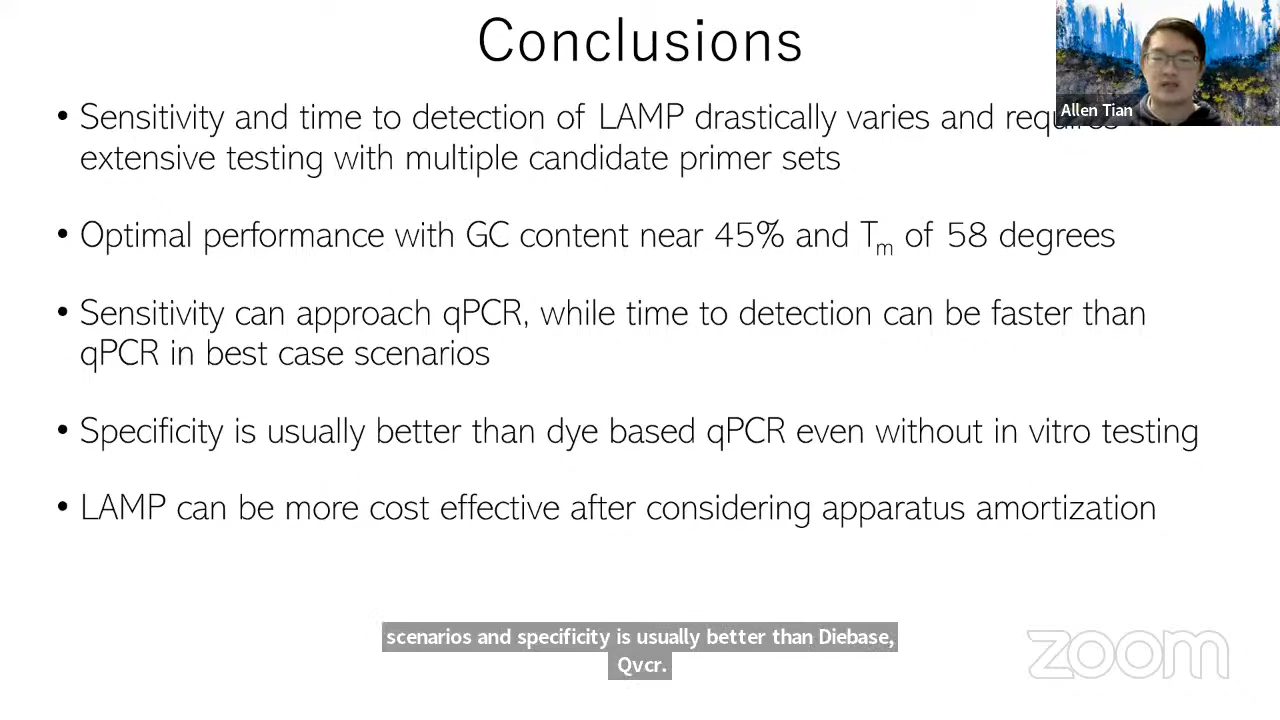 Conclusions
Allen Tian
• Sensitivity and time to detection of LAMP drastically varies and requires
extensive testing with multiple candidate primer sets
• Optimal performance with GC content near 45% and Tm of 58 degrees
• Sensitivity can approach qPCR, while time to detection can be faster than
qPCR in best case scenarios
• Specificity is usually better than dye based qPCR even without in vitro testing
• LAMP can be more cost effective after considering apparatus amortization
scenarios and specificity is usually better than Diebase,
Qvcr.
zoom